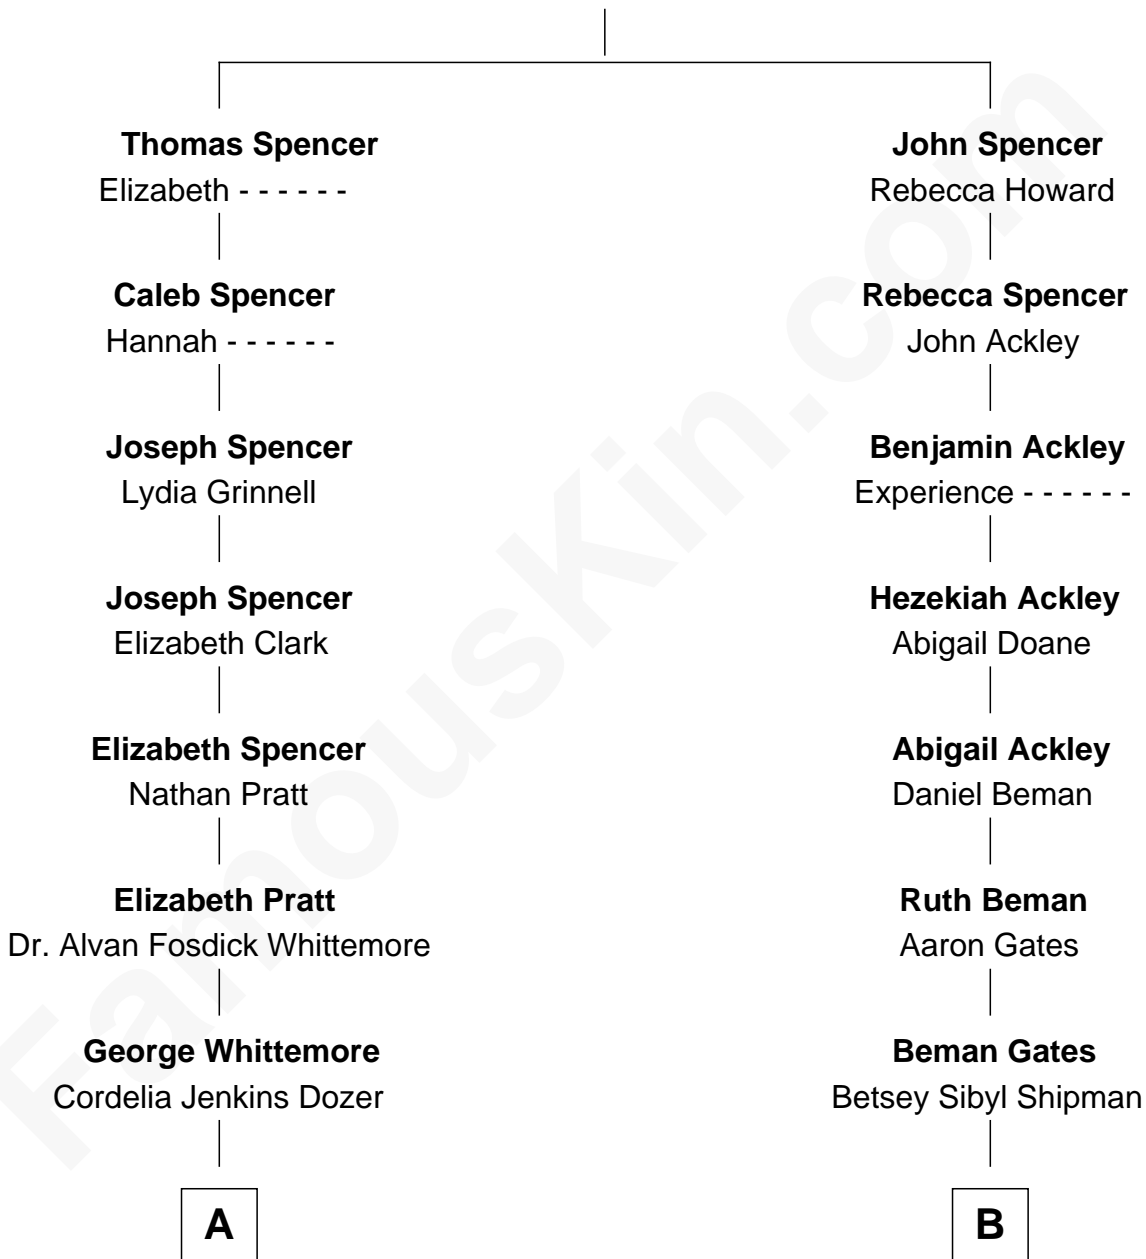 Thomas Spencer
Elizabeth - - - - - -
Caleb Spencer
Hannah - - - - - -
Joseph Spencer
Lydia Grinnell
Joseph Spencer
Elizabeth Clark
Elizabeth Spencer
Nathan Pratt
Elizabeth Pratt
Dr. Alvan Fosdick Whittemore
George Whittemore
Cordelia Jenkins Dozer
A
John Spencer
Rebecca Howard
Rebecca Spencer
John Ackley
Benjamin Ackley
Experience - - - - - -
Hezekiah Ackley
Abigail Doane
Abigail Ackley
Daniel Beman
Ruth Beman
Aaron Gates
Beman Gates
Betsey Sibyl Shipman
B
FamousKin.com